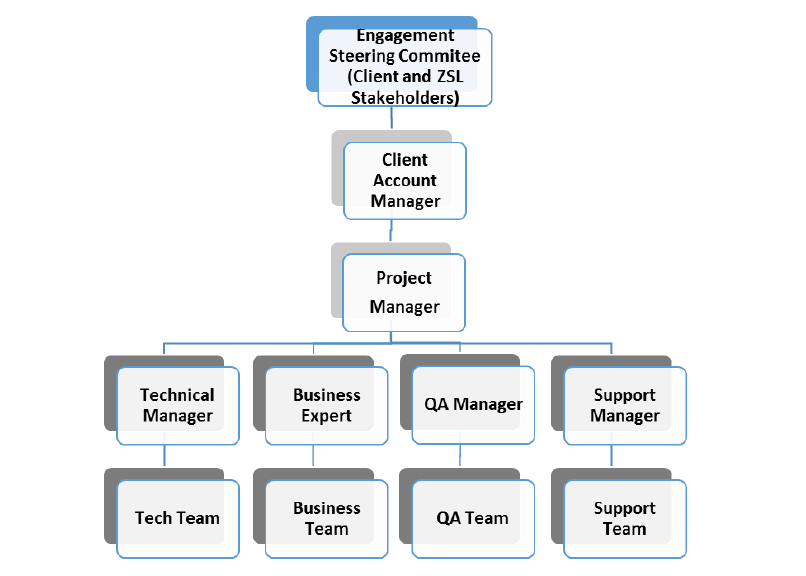 Engagement
Steering Commitee
(Client and ZSL
Stakeholders)
Client
Account
Manager
Project
Manager
Technical
Manager
Business
Expert
QA Manager
Support
Manager
Tech Team
Business
Team
QA Team
Support
Team